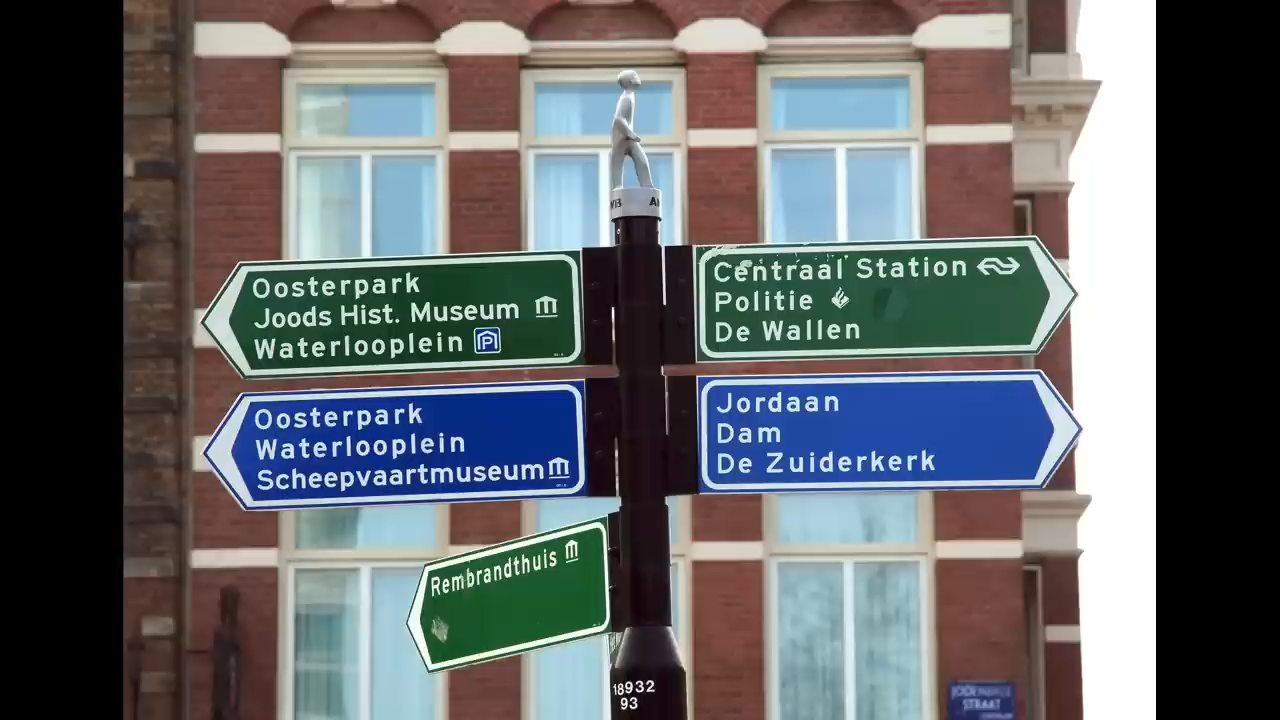 Oosterpark
Joods Hist. Museum
Waterlooplein P
Centraal Station
Politie
De Wallen
Oosterpark
Waterlooplein
Scheepvaartmuseum
Jordaan
Dam
De Zuiderkerk
Rembrandthuis
18932
93
STRAAT